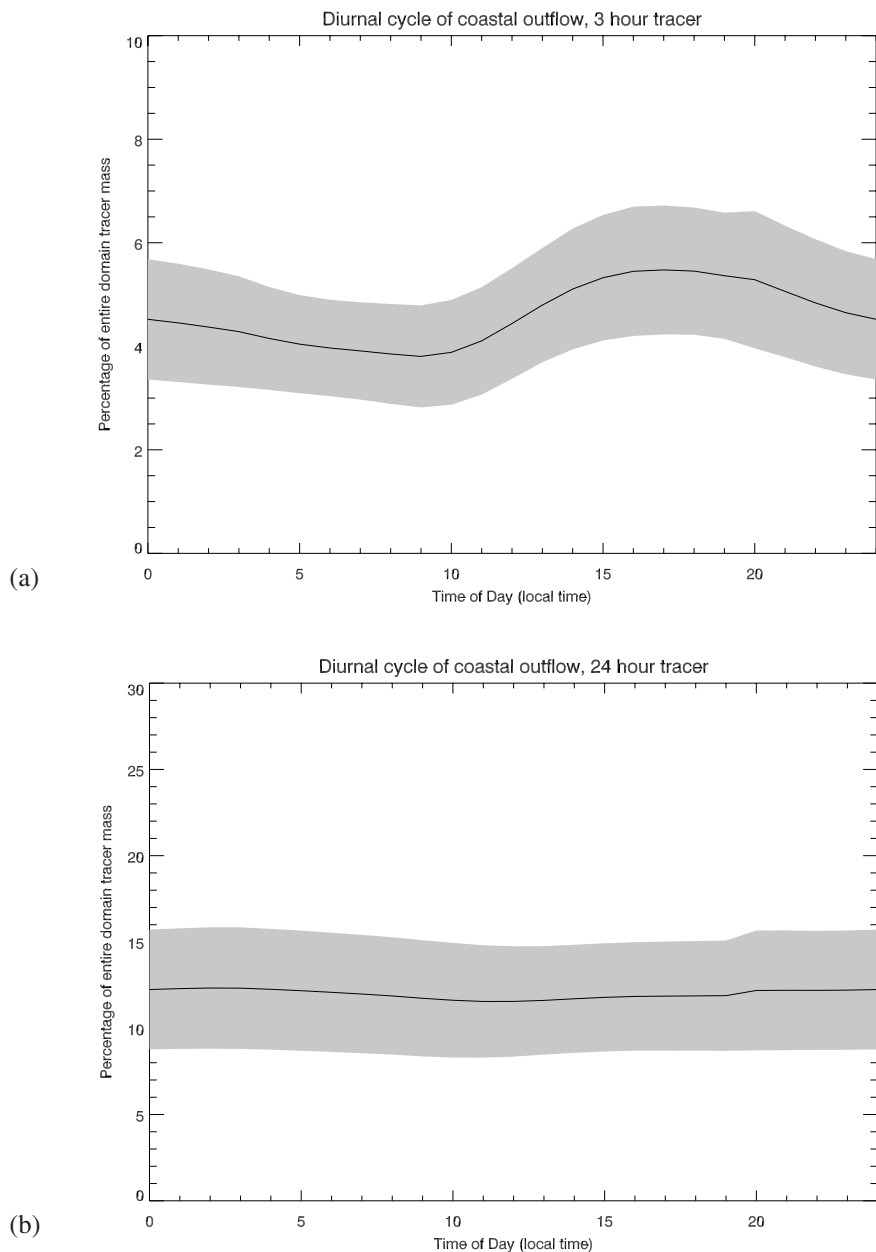 Diurnal cycle of coastal outflow, 3 hour tracer
10
8
6
4
2
0
Percentage of entire domain tracer mass
0 5 10 15 20
Time of Day (local time)
(a)
Diurnal cycle of coastal outflow, 24 hour tracer
30
25
20
15
10
5
0
Percentage of entire domain tracer mass
0 5 10 15 20
Time of Day (local time)
(b)